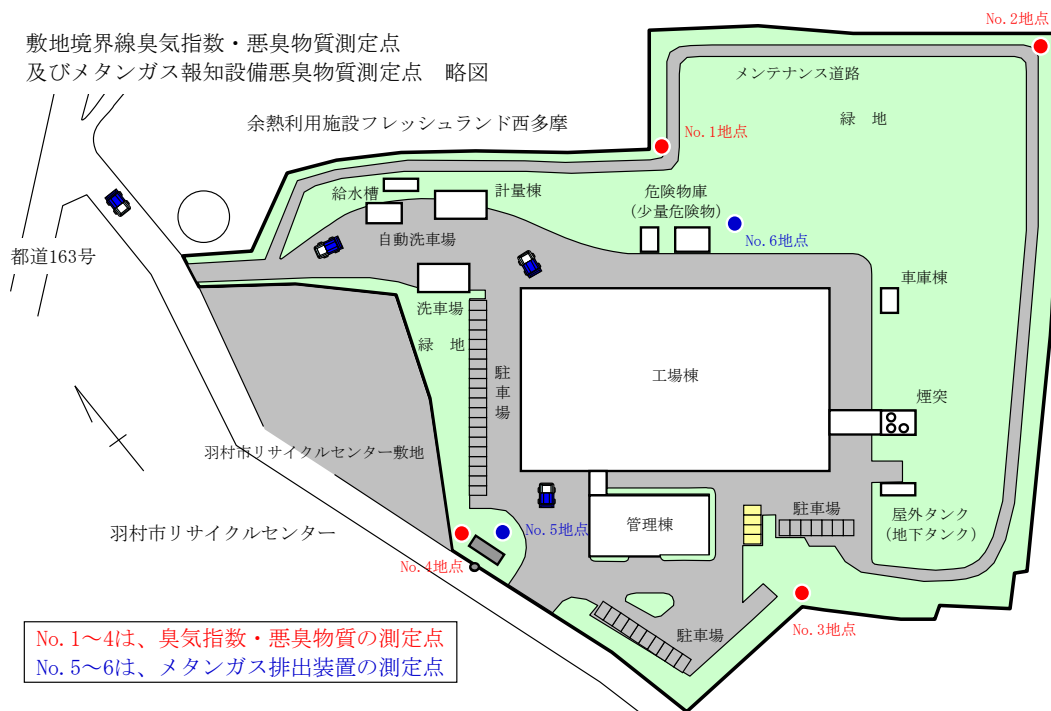 No.2地点
敷地境界線臭気指数・悪臭物質測定点
及びメタンガス報知設備悪臭物質測定点　略図
メンテナンス道路
余熱利用施設フレッシュランド西多摩
緑　地
No.1地点
給水槽
計量棟
危険物庫
（少量危険物）
自動洗車場
No.6地点
都道163号
車庫棟
洗車場
緑　地
駐車場
工場棟
煙突
羽村市リサイクルセンター敷地
駐車場
屋外タンク
（地下タンク）
管理棟
羽村市リサイクルセンター
No.5地点
No.4地点
No.3地点
駐車場
No.1～4は、臭気指数・悪臭物質の測定点
No.5～6は、メタンガス排出装置の測定点